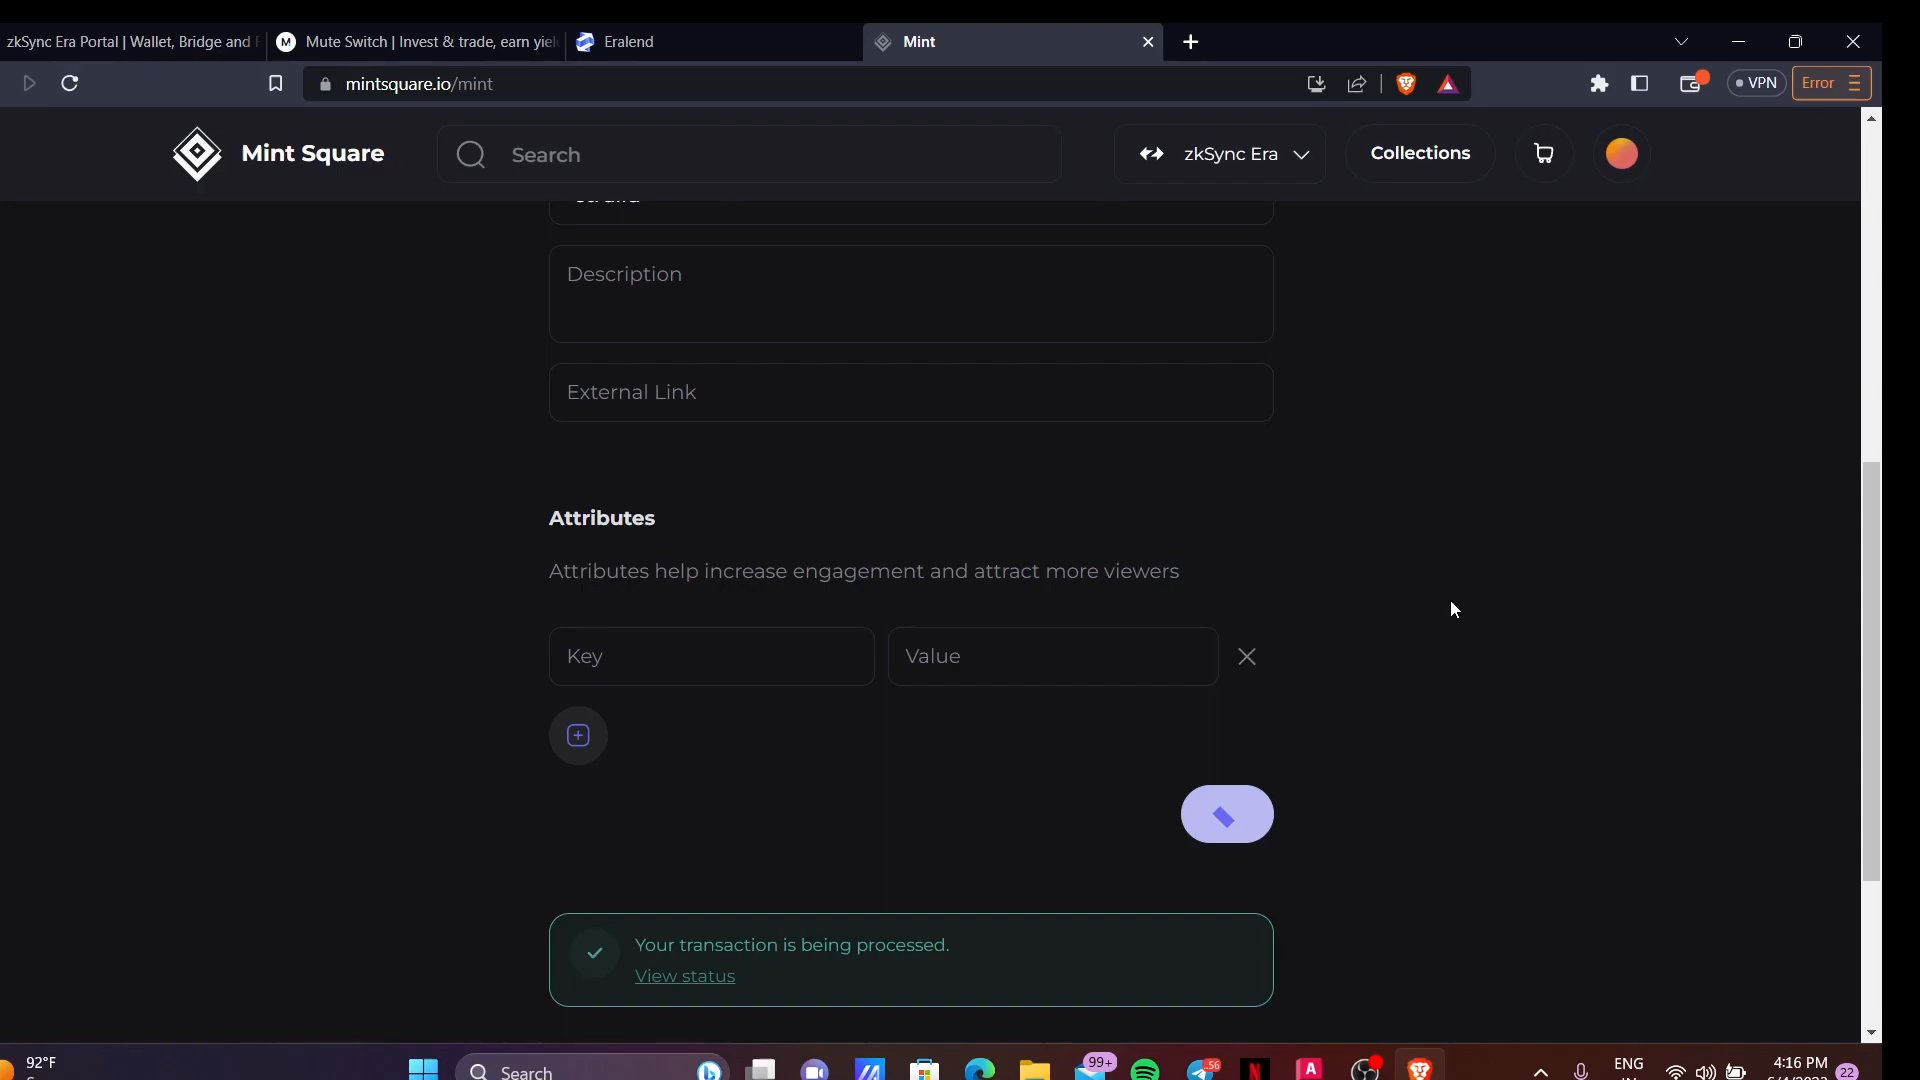 zkSync Era Portal | Wallet, Bridge and
Mute Switch | Invest & trade, earn yiel
Eralend
Mint
mintsquare.io/mint
VPN
Error
Mint Square
Search
zkSync Era
Collections
Description
External Link
Attributes
Attributes help increase engagement and attract more viewers
Key
Value
Your transaction is being processed.
View status
92°F
Search
99+
56
ENG
4:16 PM
22